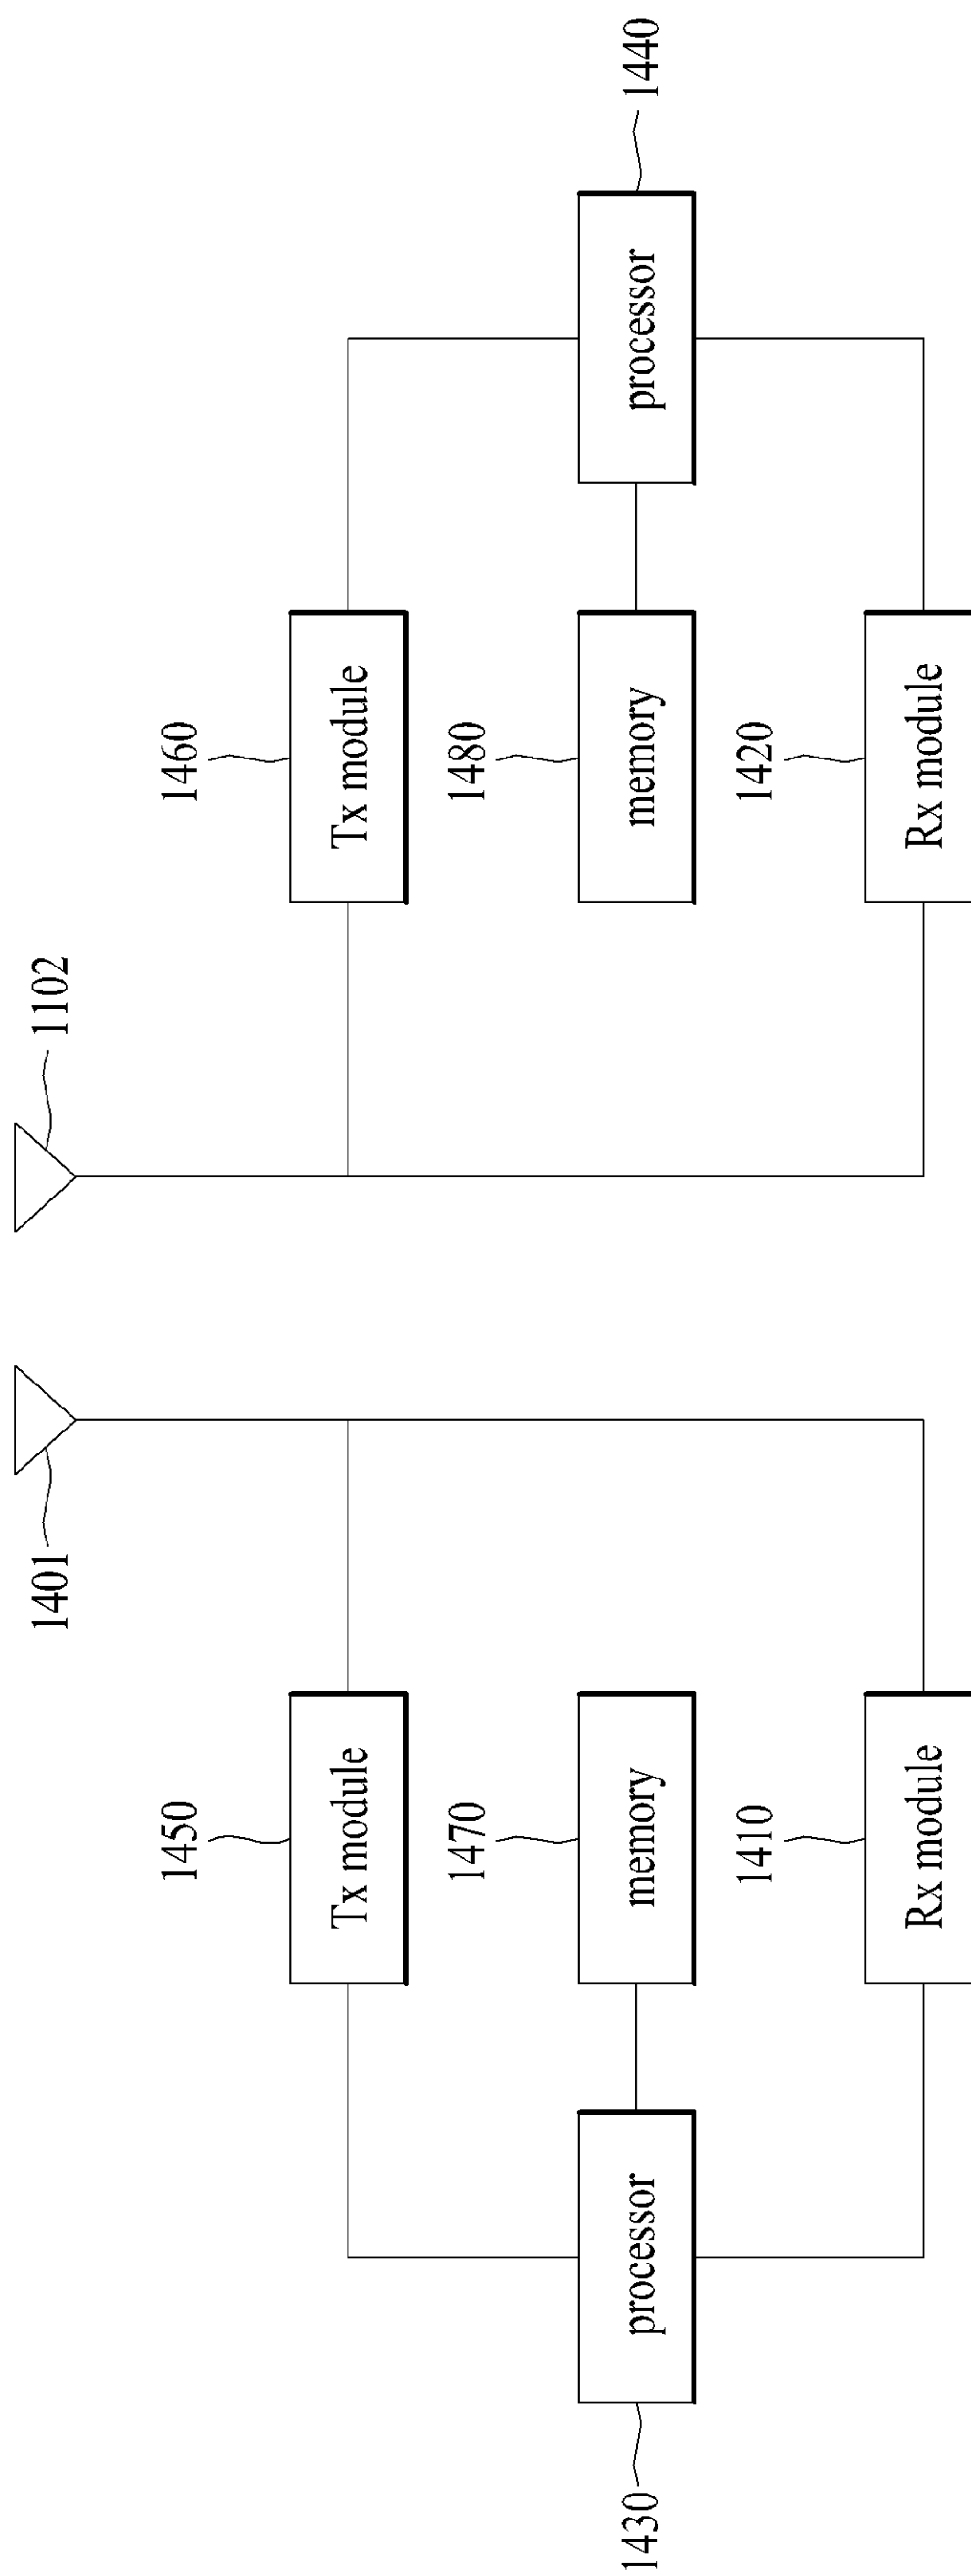 1401
1102
1450
Tx module
1460
Tx module
1430
processor
1470
memory
1480
memory
processor
1440
1410
Rx module
1420
Rx module